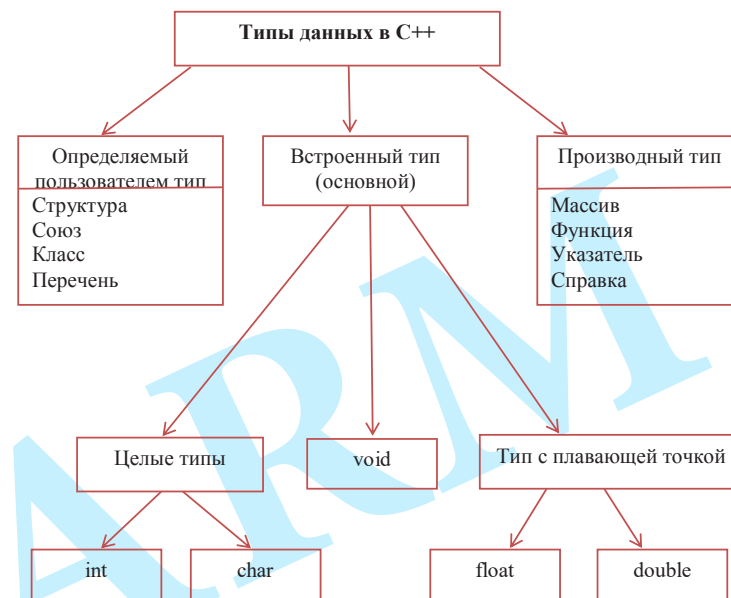 Типы данных в C++
Определяемый
пользователем тип
Структура
Союз
Класс
Перечень
Встроенный тип
(основной)
Производный тип
Массив
Функция
Указатель
Справка
Целые типы
void
Тип с плавающей точкой
int
char
float
double
ARM